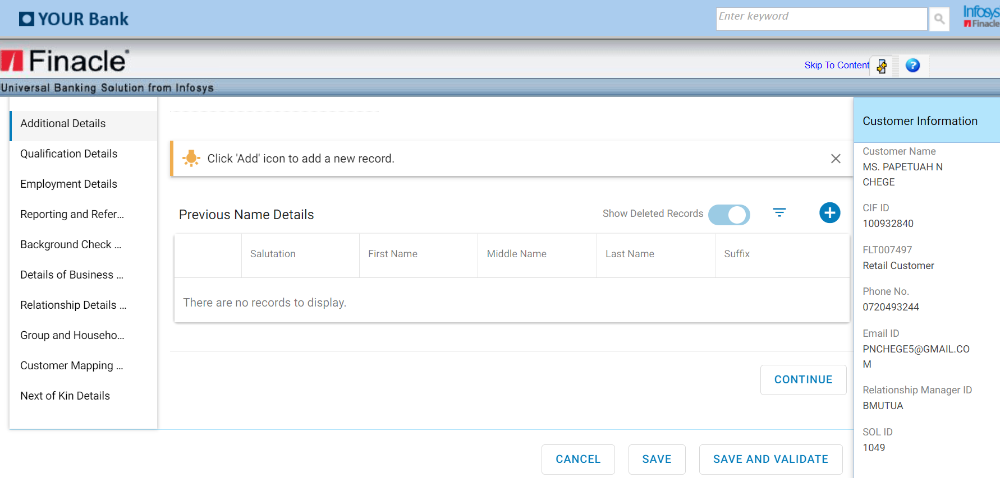 YOUR Bank
Enter keyword
Infosys
Finacle
Finacle
Skip To Content
?
Universal Banking Solution from Infosys
Additional Details
Qualification Details
Employment Details
Reporting and Refer...
Background Check ...
Details of Business ...
Relationship Details ...
Group and Househo...
Customer Mapping ...
Next of Kin Details
Click 'Add' icon to add a new record.
Previous Name Details
Show Deleted Records
Salutation First Name Middle Name Last Name Suffix
There are no records to display.
CONTINUE
CANCEL SAVE SAVE AND VALIDATE
Customer Information
Customer Name
MS. PAPETUAH N
CHEGE
CIF ID
100932840
FLT007497
Retail Customer
Phone No.
0720493244
Email ID
PNCHEGE5@GMAIL.CO
M
Relationship Manager ID
BMUTUA
SOL ID
1049